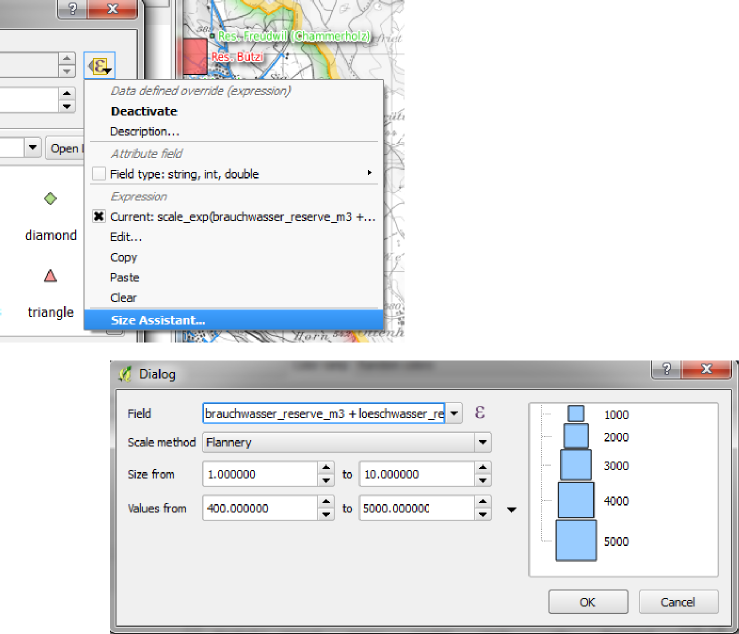 ?
x
Res. Freudwil (Chammerholz)
Res. Bützi
Data defined override (expression)
Deactivate
Description...
Open
Attribute field
Field type: string, int, double
Expression
Current: scale_exp(brauchwasser_reserve_m3 +...
diamond
Edit...
Copy
Paste
Clear
triangle
Size Assistant...
Horn
Dialog
?
x
Field
brauchwasser_reserve_m3 + loeschwasser_re
ε
Scale method
Flannery
Size from
1.000000
to
10.000000
Values from
400.000000
to
5000.000000
1000
2000
3000
4000
5000
OK
Cancel